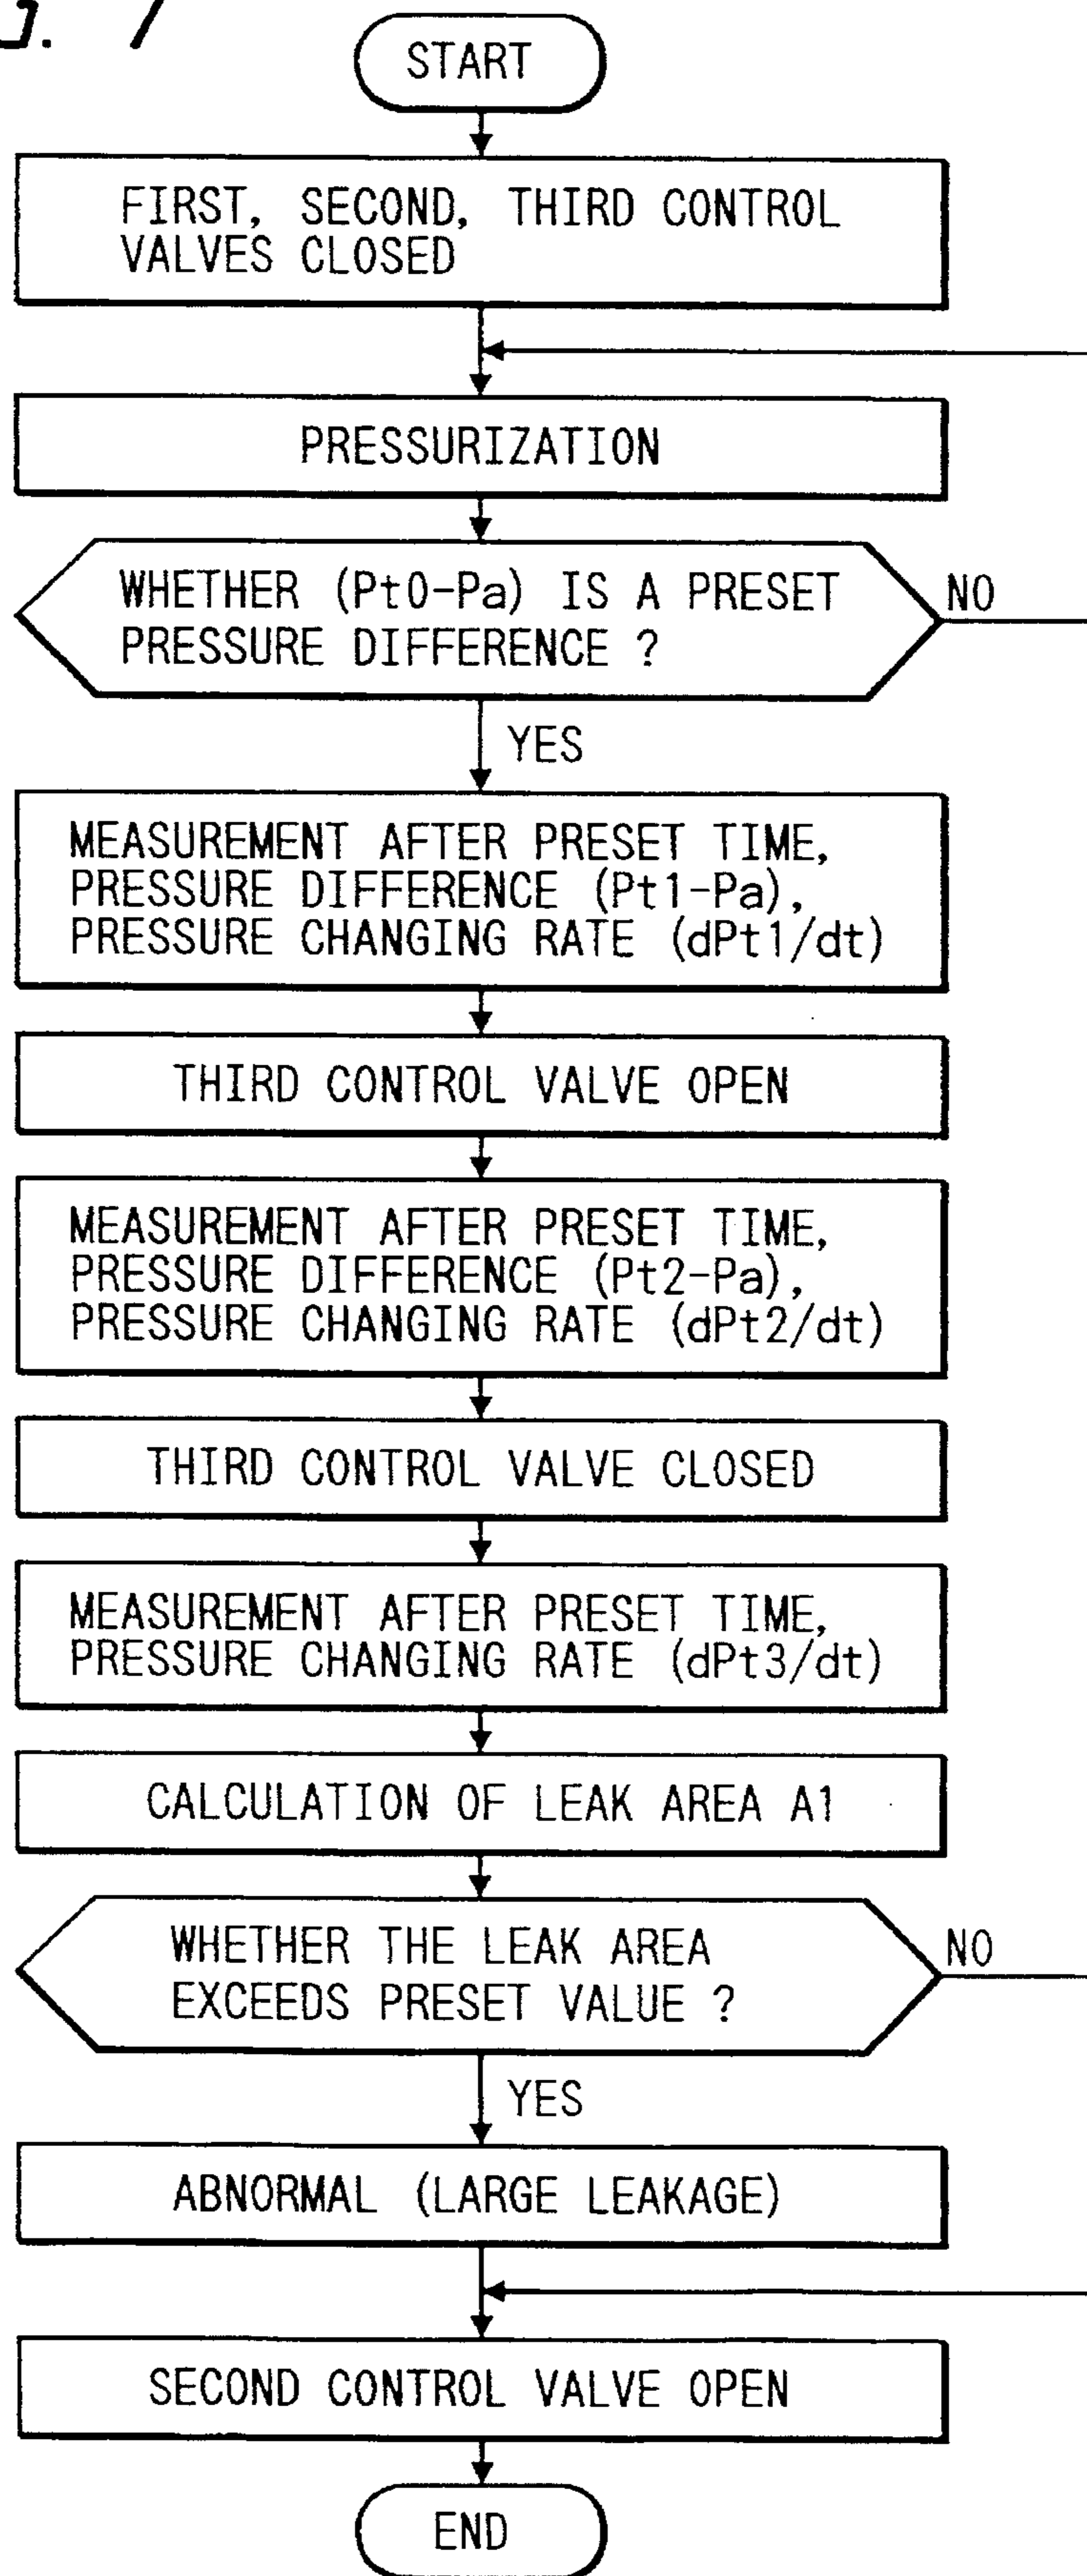 START
FIRST, SECOND, THIRD CONTROL
VALVES CLOSED
PRESSURIZATION
WHETHER (Pt0-Pa) IS A PRESET
PRESSURE DIFFERENCE ?
NO
YES
MEASUREMENT AFTER PRESET TIME,
PRESSURE DIFFERENCE (Pt1-Pa),
PRESSURE CHANGING RATE (dPt1/dt)
THIRD CONTROL VALVE OPEN
MEASUREMENT AFTER PRESET TIME,
PRESSURE DIFFERENCE (Pt2-Pa),
PRESSURE CHANGING RATE (dPt2/dt)
THIRD CONTROL VALVE CLOSED
MEASUREMENT AFTER PRESET TIME,
PRESSURE CHANGING RATE (dPt3/dt)
CALCULATION OF LEAK AREA A1
WHETHER THE LEAK AREA
EXCEEDS PRESET VALUE ?
NO
YES
ABNORMAL (LARGE LEAKAGE)
SECOND CONTROL VALVE OPEN
END